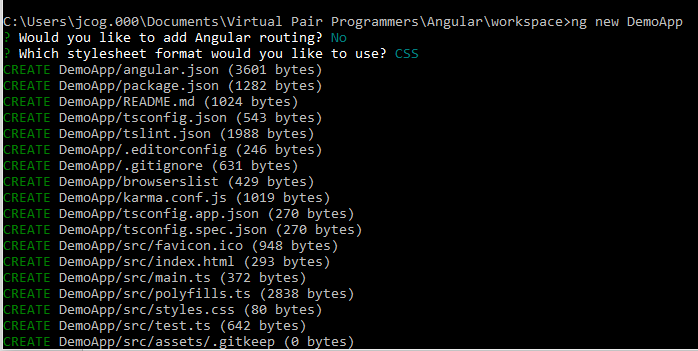 C:\Users\jcog.000\Documents\Virtual Pair Programmers\Angular\workspace>ng new DemoApp
? Would you like to add Angular routing? No
? Which stylesheet format would you like to use? CSS
CREATE DemoApp/angular.json (3601 bytes)
CREATE DemoApp/package.json (1282 bytes)
CREATE DemoApp/README.md (1024 bytes)
CREATE DemoApp/tsconfig.json (543 bytes)
CREATE DemoApp/tslint.json (1988 bytes)
CREATE DemoApp/.editorconfig (246 bytes)
CREATE DemoApp/.gitignore (631 bytes)
CREATE DemoApp/browserslist (429 bytes)
CREATE DemoApp/karma.conf.js (1019 bytes)
CREATE DemoApp/tsconfig.app.json (270 bytes)
CREATE DemoApp/tsconfig.spec.json (270 bytes)
CREATE DemoApp/src/favicon.ico (948 bytes)
CREATE DemoApp/src/index.html (293 bytes)
CREATE DemoApp/src/main.ts (372 bytes)
CREATE DemoApp/src/polyfills.ts (2838 bytes)
CREATE DemoApp/src/styles.css (80 bytes)
CREATE DemoApp/src/test.ts (642 bytes)
CREATE DemoApp/src/assets/.gitkeep (0 bytes)